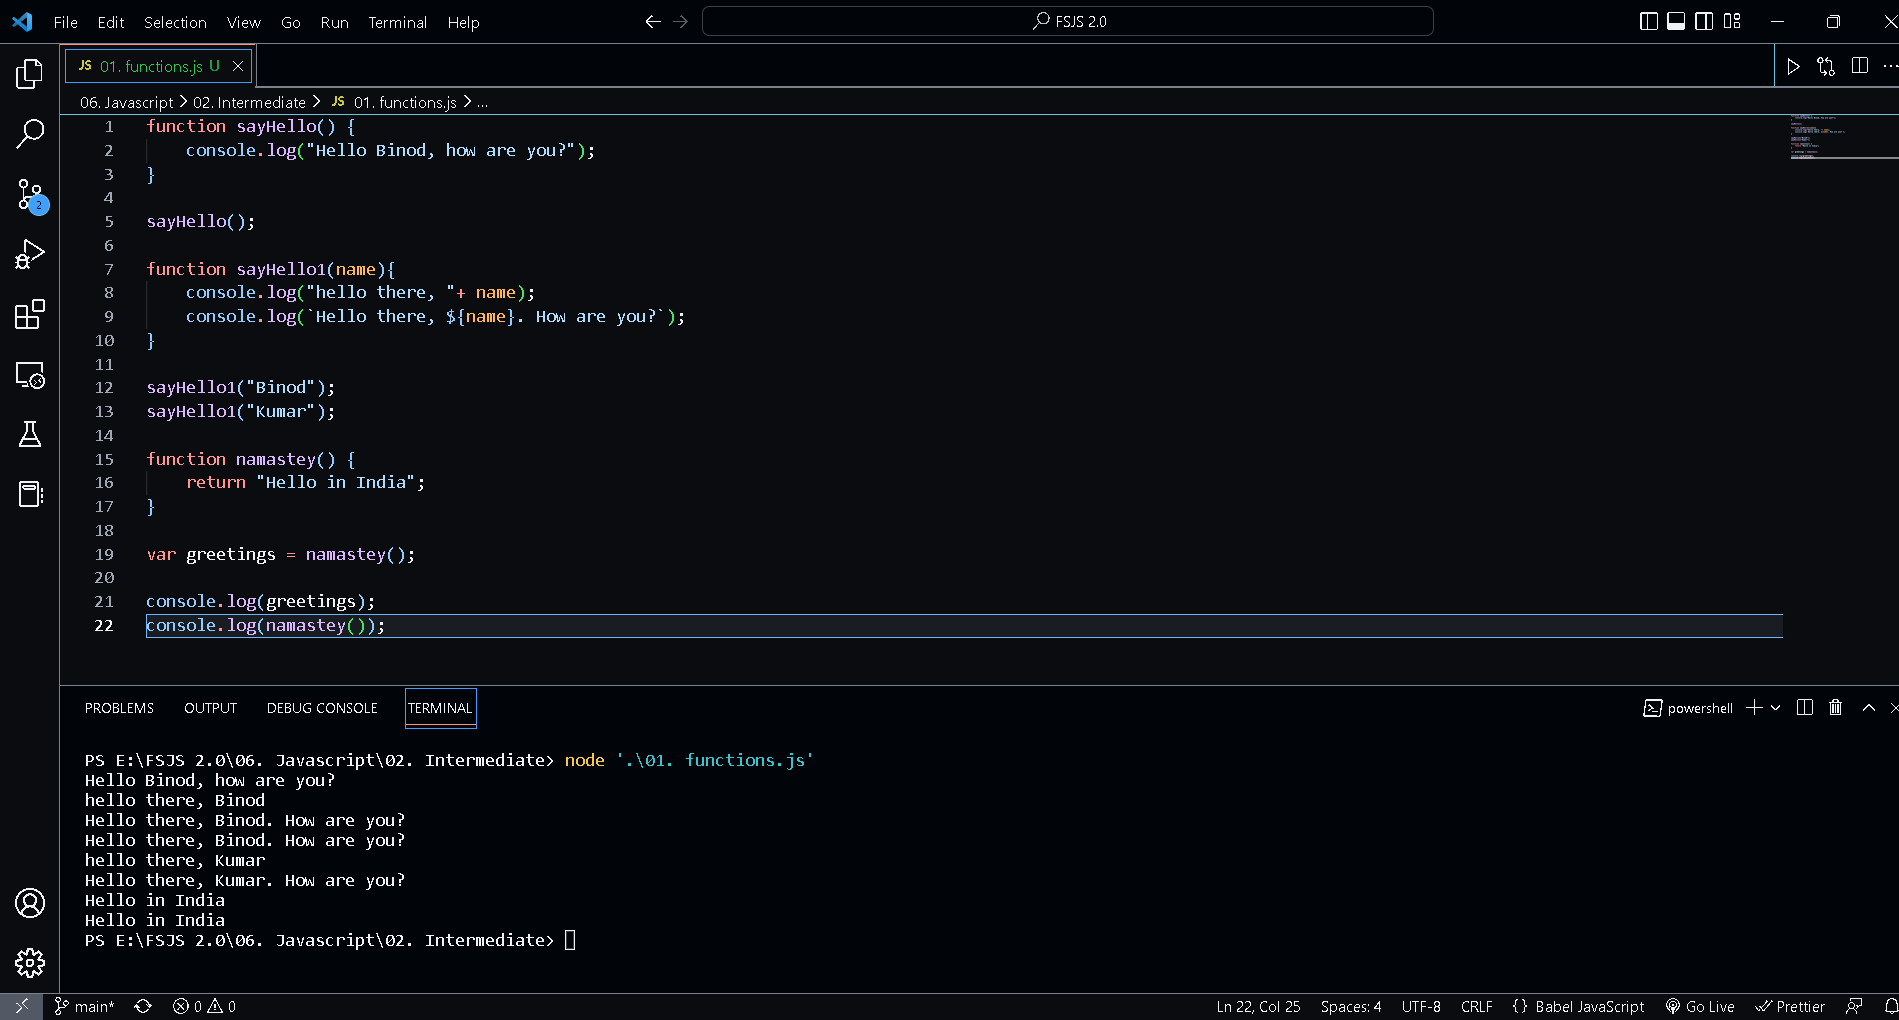 File Edit Selection View Go Run Terminal Help
FSJS 2.0
JS 01. functions.js U
06. Javascript > 02. Intermediate > JS 01. functions.js > ...
1 function sayHello() {
2     console.log("Hello Binod, how are you?");
3 }
4
5 sayHello();
6
7 function sayHello1(name){
8     console.log("hello there, "+ name);
9     console.log(`Hello there, ${name}. How are you?`);
10 }
11
12 sayHello1("Binod");
13 sayHello1("Kumar");
14
15 function namastey() {
16     return "Hello in India";
17 }
18
19 var greetings = namastey();
20
21 console.log(greetings);
22 console.log(namastey());
2
PROBLEMS OUTPUT DEBUG CONSOLE TERMINAL
powershell
PS E:\FSJS 2.0\06. Javascript\02. Intermediate> node '.\01. functions.js'
Hello Binod, how are you?
hello there, Binod
Hello there, Binod. How are you?
Hello there, Binod. How are you?
hello there, Kumar
Hello there, Kumar. How are you?
Hello in India
Hello in India
PS E:\FSJS 2.0\06. Javascript\02. Intermediate>
main* 0 0
Ln 22, Col 25 Spaces: 4 UTF-8 CRLF {} Babel JavaScript Go Live Prettier